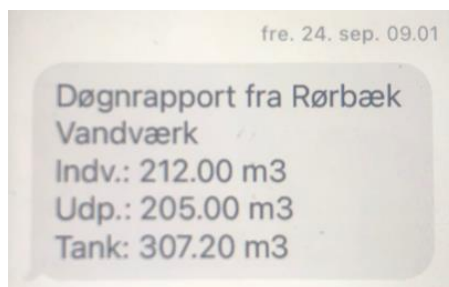 fre. 24. sep. 09.01
Døgnrapport fra Rørbæk
Vandværk
Indv.: 212.00 m3
Udp.: 205.00 m3
Tank: 307.20 m3